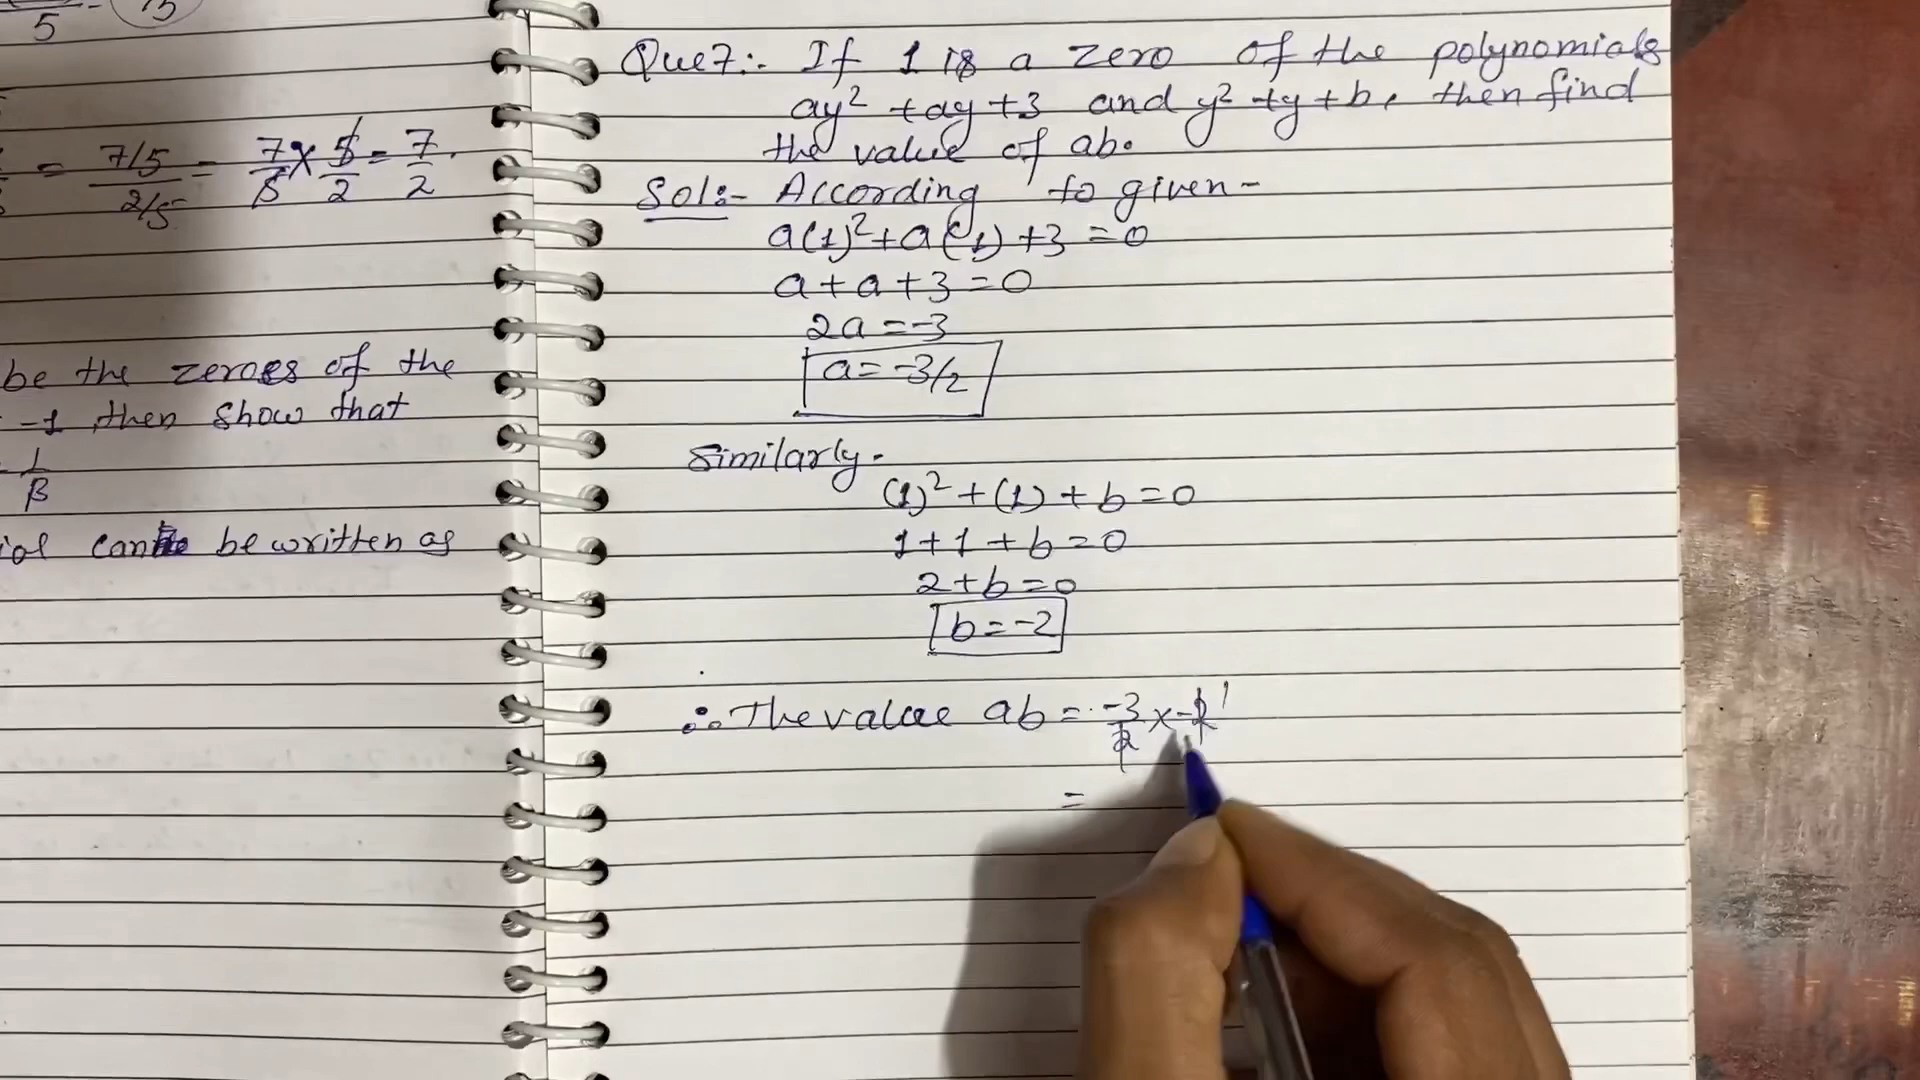 5
= 7/5 / 2/5 = 7/5 × 5/2 = 7/2.
be the zeroes of the
-1, then show that
1/β
can be written as
Que7:- If 1 is a zero of the polynomials
ay² + ay + 3 and y² + y + b, then find
the value of ab.
Sol:- According to given-
a(1)² + a(1) + 3 = 0
a + a + 3 = 0
2a = -3
a = -3/2
Similarly-
(1)² + (1) + b = 0
1 + 1 + b = 0
2 + b = 0
b = -2
∴ The value ab = -3/2 × -2
=